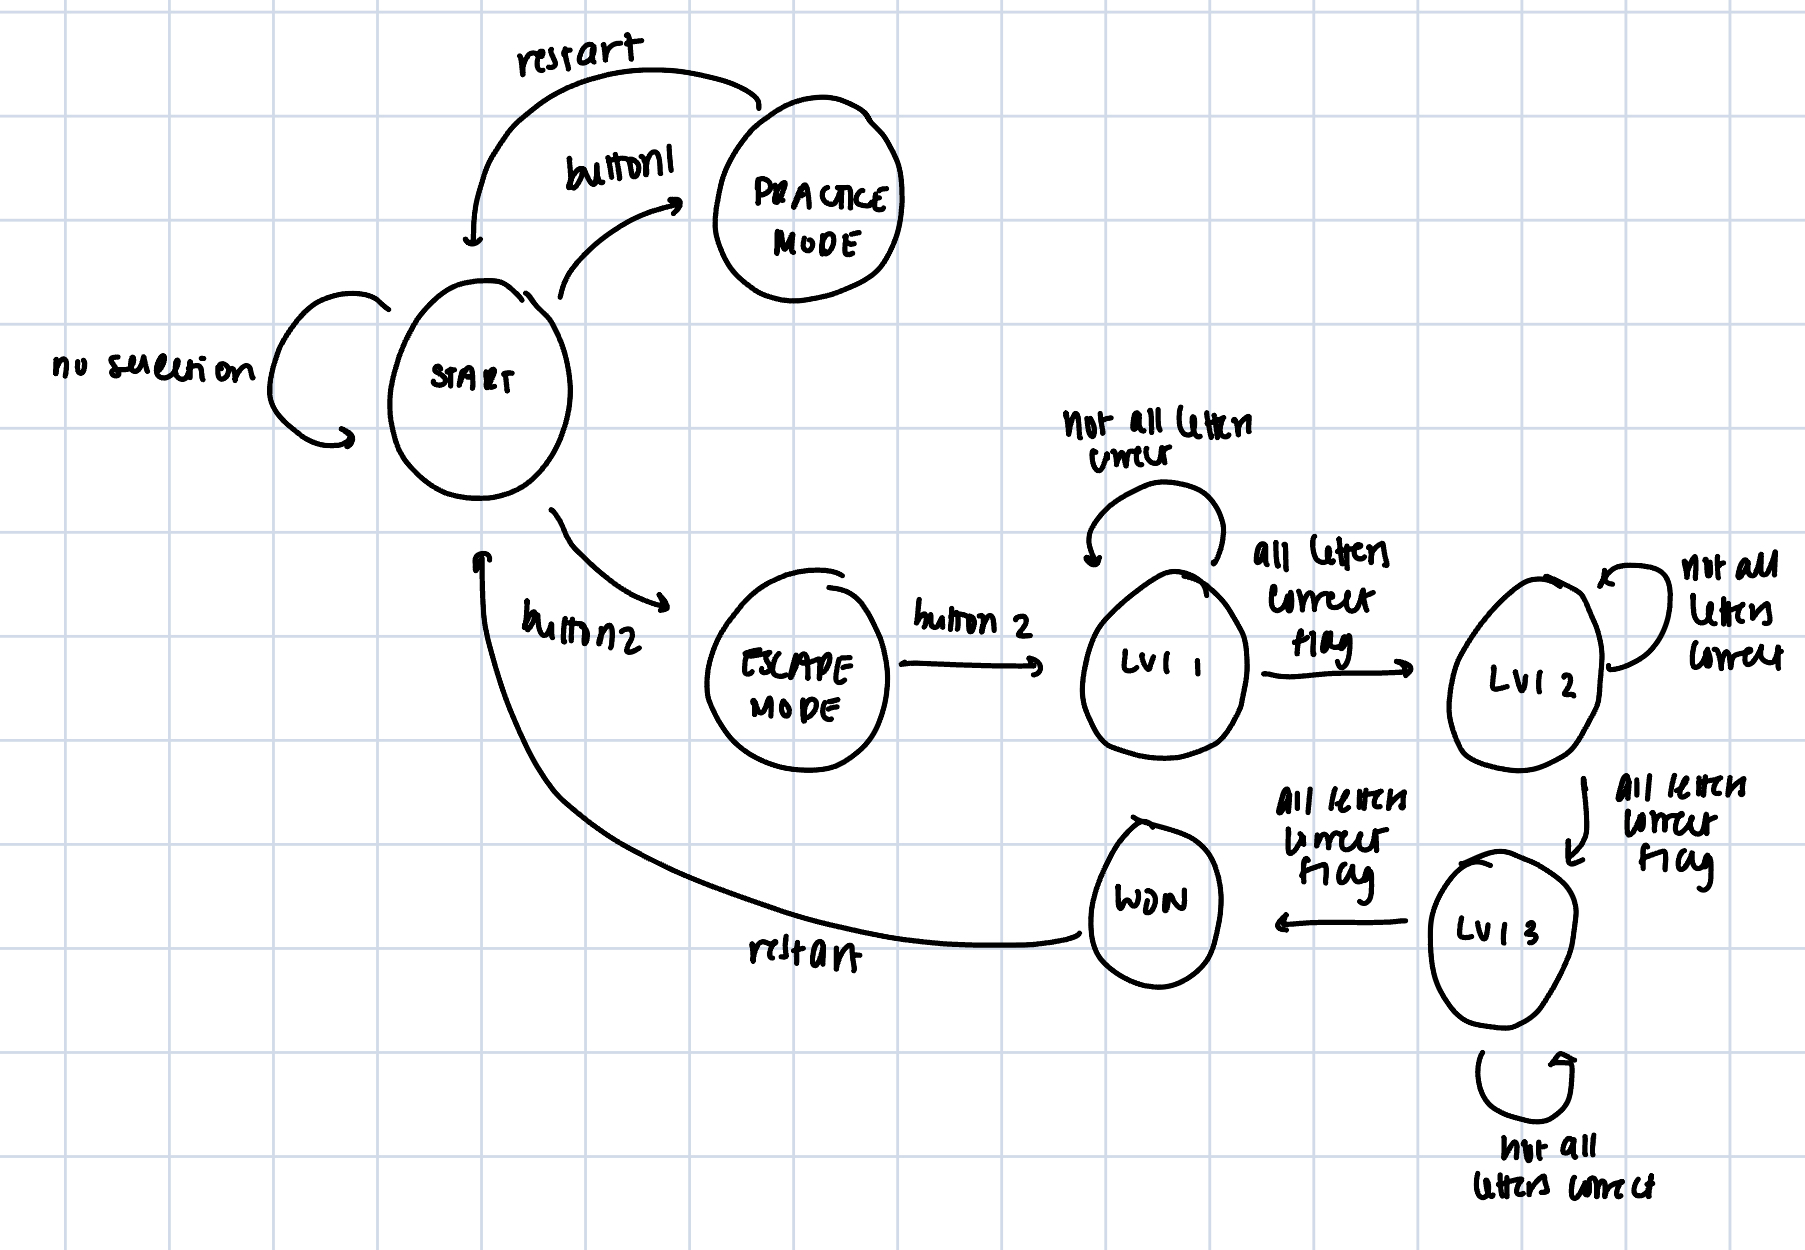 restart
button1
PRACTICE
MODE
no selection
START
not all letters
correct
all letters
correct
flag
not all
letters
correct
button2
button 2
ESCAPE
MODE
LVl 1
LVl 2
all letters
correct
flag
all letters
correct
flag
WON
LVl 3
restart
not all
letters correct